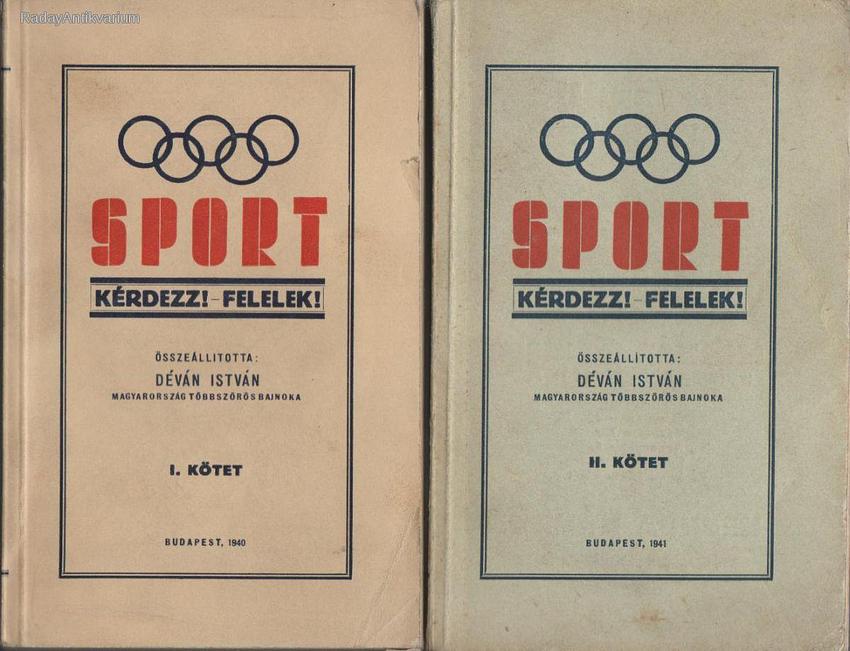 RadayAntikvarium
SPORT
KÉRDEZZ! - FELELEK!
ÖSSZEÁLLITOTTA:
DÉVÁN ISTVÁN
MAGYARORSZÁG TÖBBSZÖRÖS BAJNOKA
I. KÖTET
BUDAPEST, 1940
SPORT
KÉRDEZZ! - FELELEK!
ÖSSZEÁLLÍTOTTA:
DÉVÁN ISTVÁN
MAGYARORSZÁG TÖBBSZÖRÖS BAJNOKA
II. KÖTET
BUDAPEST, 1941